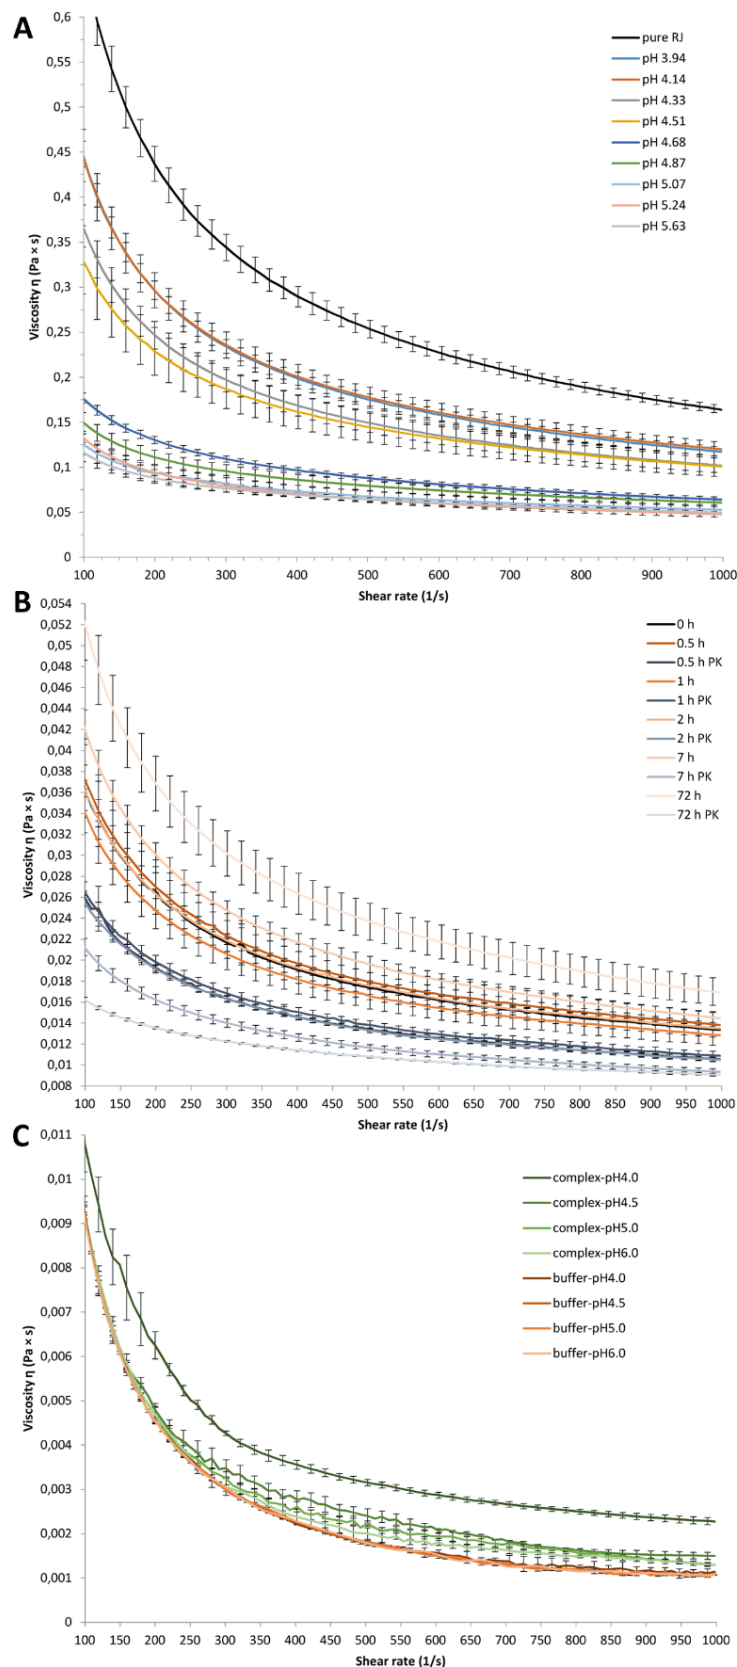 A
0,6
0,55
0,5
0,45
0,4
0,35
0,3
0,25
0,2
0,15
0,1
0,05
0
Viscosity η (Pa × s)
pure RJ
pH 3.94
pH 4.14
pH 4.33
pH 4.51
pH 4.68
pH 4.87
pH 5.07
pH 5.24
pH 5.63
100 200 300 400 500 600 700 800 900 1000
Shear rate (1/s)
B
0,054
0,052
0,05
0,048
0,046
0,044
0,042
0,04
0,038
0,036
0,034
0,032
0,03
0,028
0,026
0,024
0,022
0,02
0,018
0,016
0,014
0,012
0,01
0,008
Viscosity η (Pa × s)
0 h
0.5 h
0.5 h PK
1 h
1 h PK
2 h
2 h PK
7 h
7 h PK
72 h
72 h PK
100 150 200 250 300 350 400 450 500 550 600 650 700 750 800 850 900 950 1000
Shear rate (1/s)
C
0,011
0,01
0,009
0,008
0,007
0,006
0,005
0,004
0,003
0,002
0,001
0
Viscosity η (Pa × s)
complex-pH4.0
complex-pH4.5
complex-pH5.0
complex-pH6.0
buffer-pH4.0
buffer-pH4.5
buffer-pH5.0
buffer-pH6.0
100 150 200 250 300 350 400 450 500 550 600 650 700 750 800 850 900 950 1000
Shear rate (1/s)